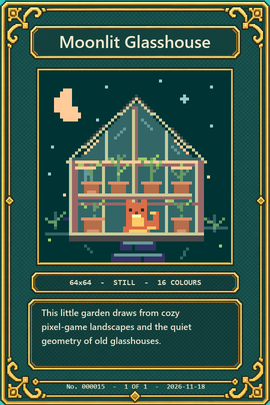 Moonlit Glasshouse
64x64 - STILL - 16 COLOURS
This little garden draws from cozy
pixel-game landscapes and the quiet
geometry of old glasshouses.
No. 000015 - 1 OF 1 - 2026-11-18